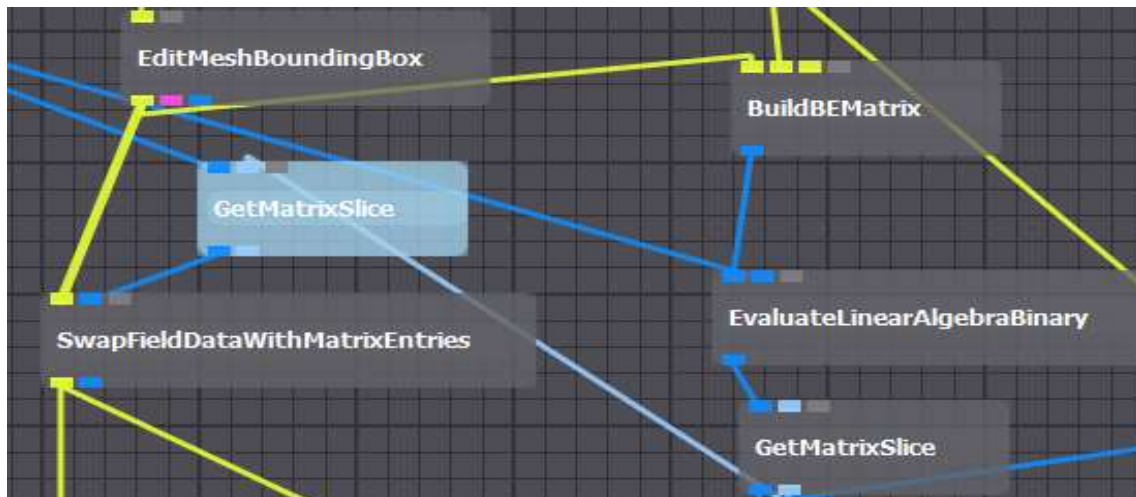 EditMeshBoundingBox
BuildBEMatrix
GetMatrixSlice
EvaluateLinearAlgebraBinary
SwapFieldDataWithMatrixEntries
GetMatrixSlice